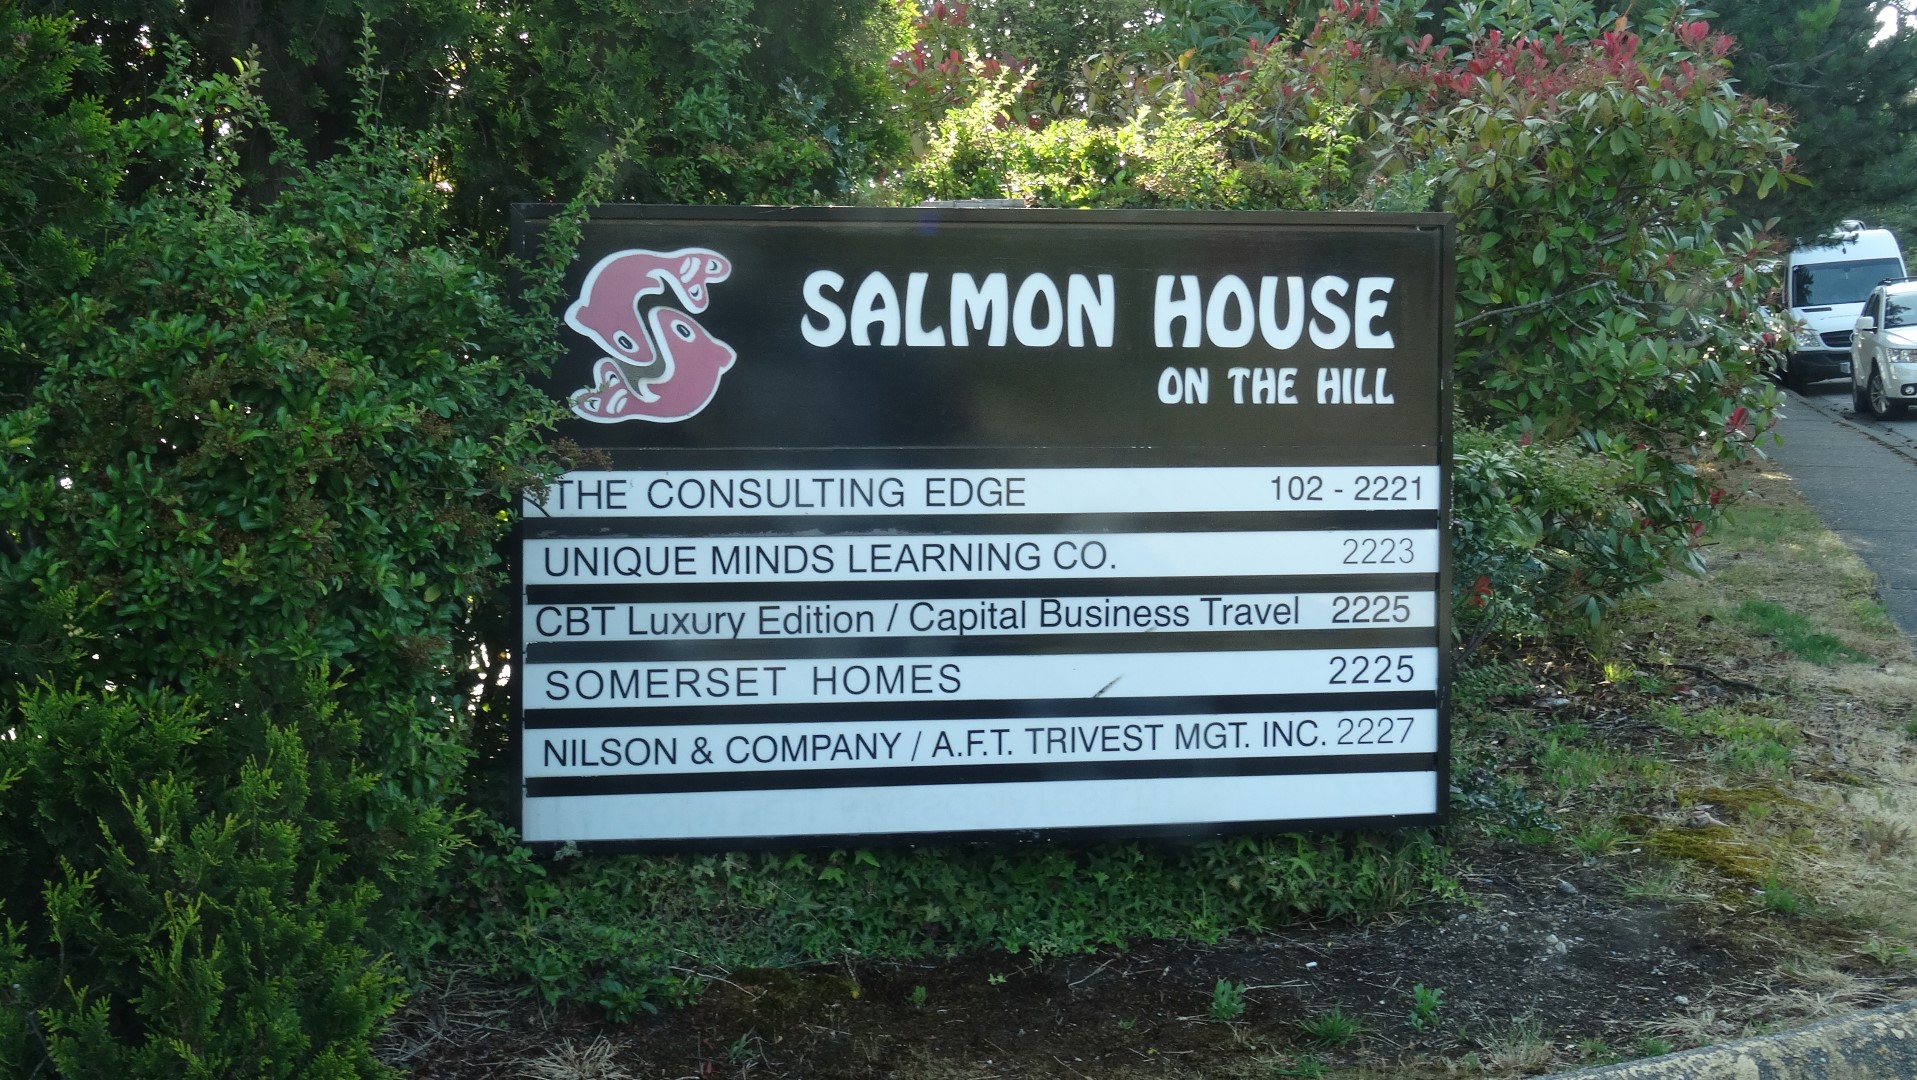 SALMON HOUSE
ON THE HILL
THE CONSULTING EDGE 102 - 2221
UNIQUE MINDS LEARNING CO. 2223
CBT Luxury Edition / Capital Business Travel 2225
SOMERSET HOMES 2225
NILSON & COMPANY / A.F.T. TRIVEST MGT. INC. 2227